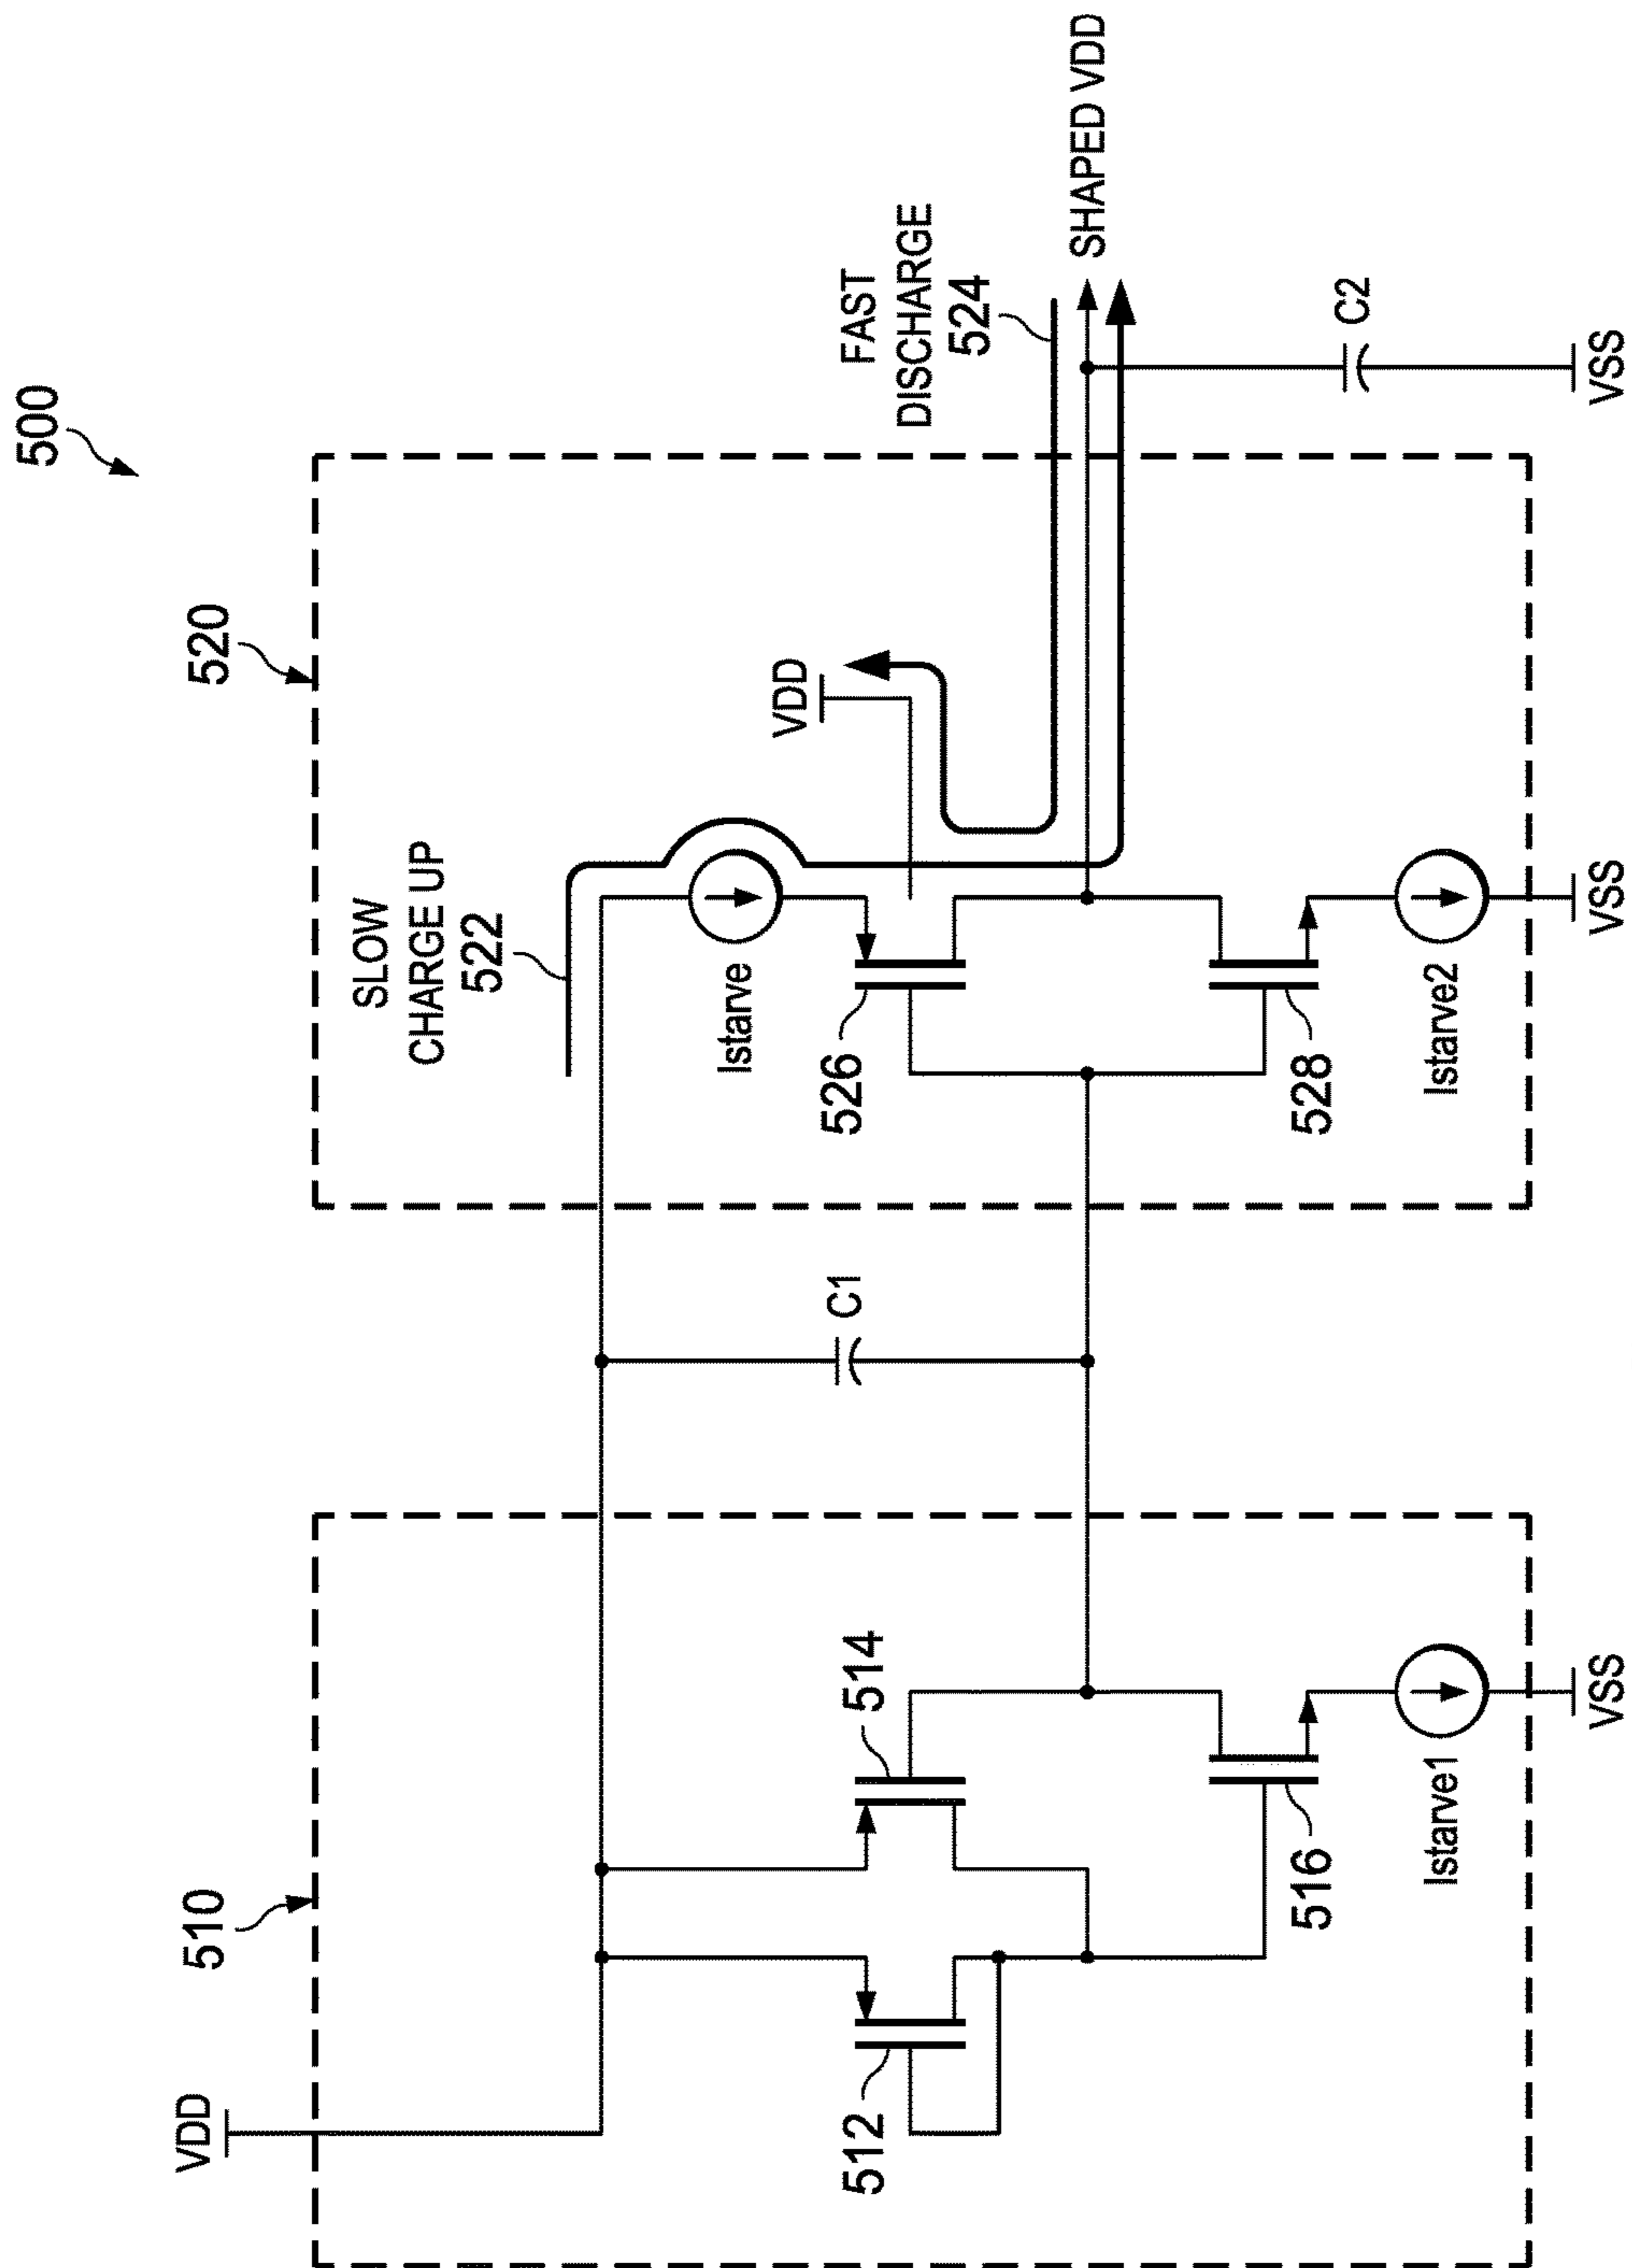 500
510
VDD
512
514
516
Istarve1
VSS
C1
520
SLOW
CHARGE UP
522
Istarve
VDD
526
528
Istarve2
VSS
FAST
DISCHARGE
524
SHAPED VDD
C2
VSS